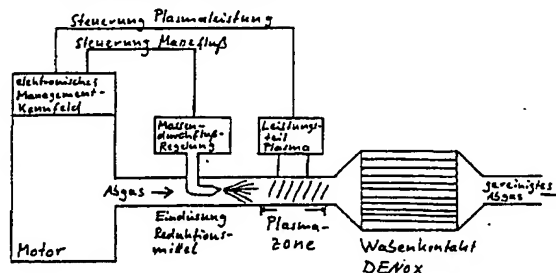 Steuerung Plasmaleistung
Steuerung Manefluß
elektronisches
Management-
Kennfeld
Massen-
durchfluß-
Regelung
Leistungs-
teil
Plasma
Abgas
gereinigtes
Abgas
Eindüsung
Reduktions-
mittel
Plasma-
zone
Motor
Wabenkontakt
DENOX